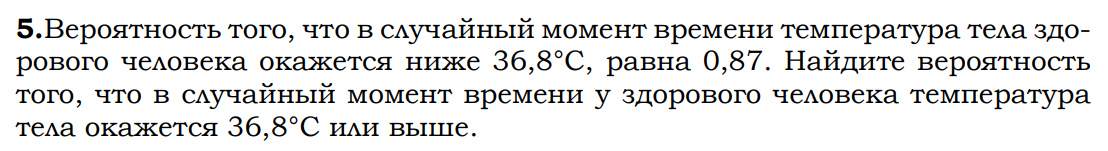 5.Вероятность того, что в случайный момент времени температура тела здо-
рового человека окажется ниже 36,8°С, равна 0,87. Найдите вероятность
того, что в случайный момент времени у здорового человека температура
тела окажется 36,8°С или выше.